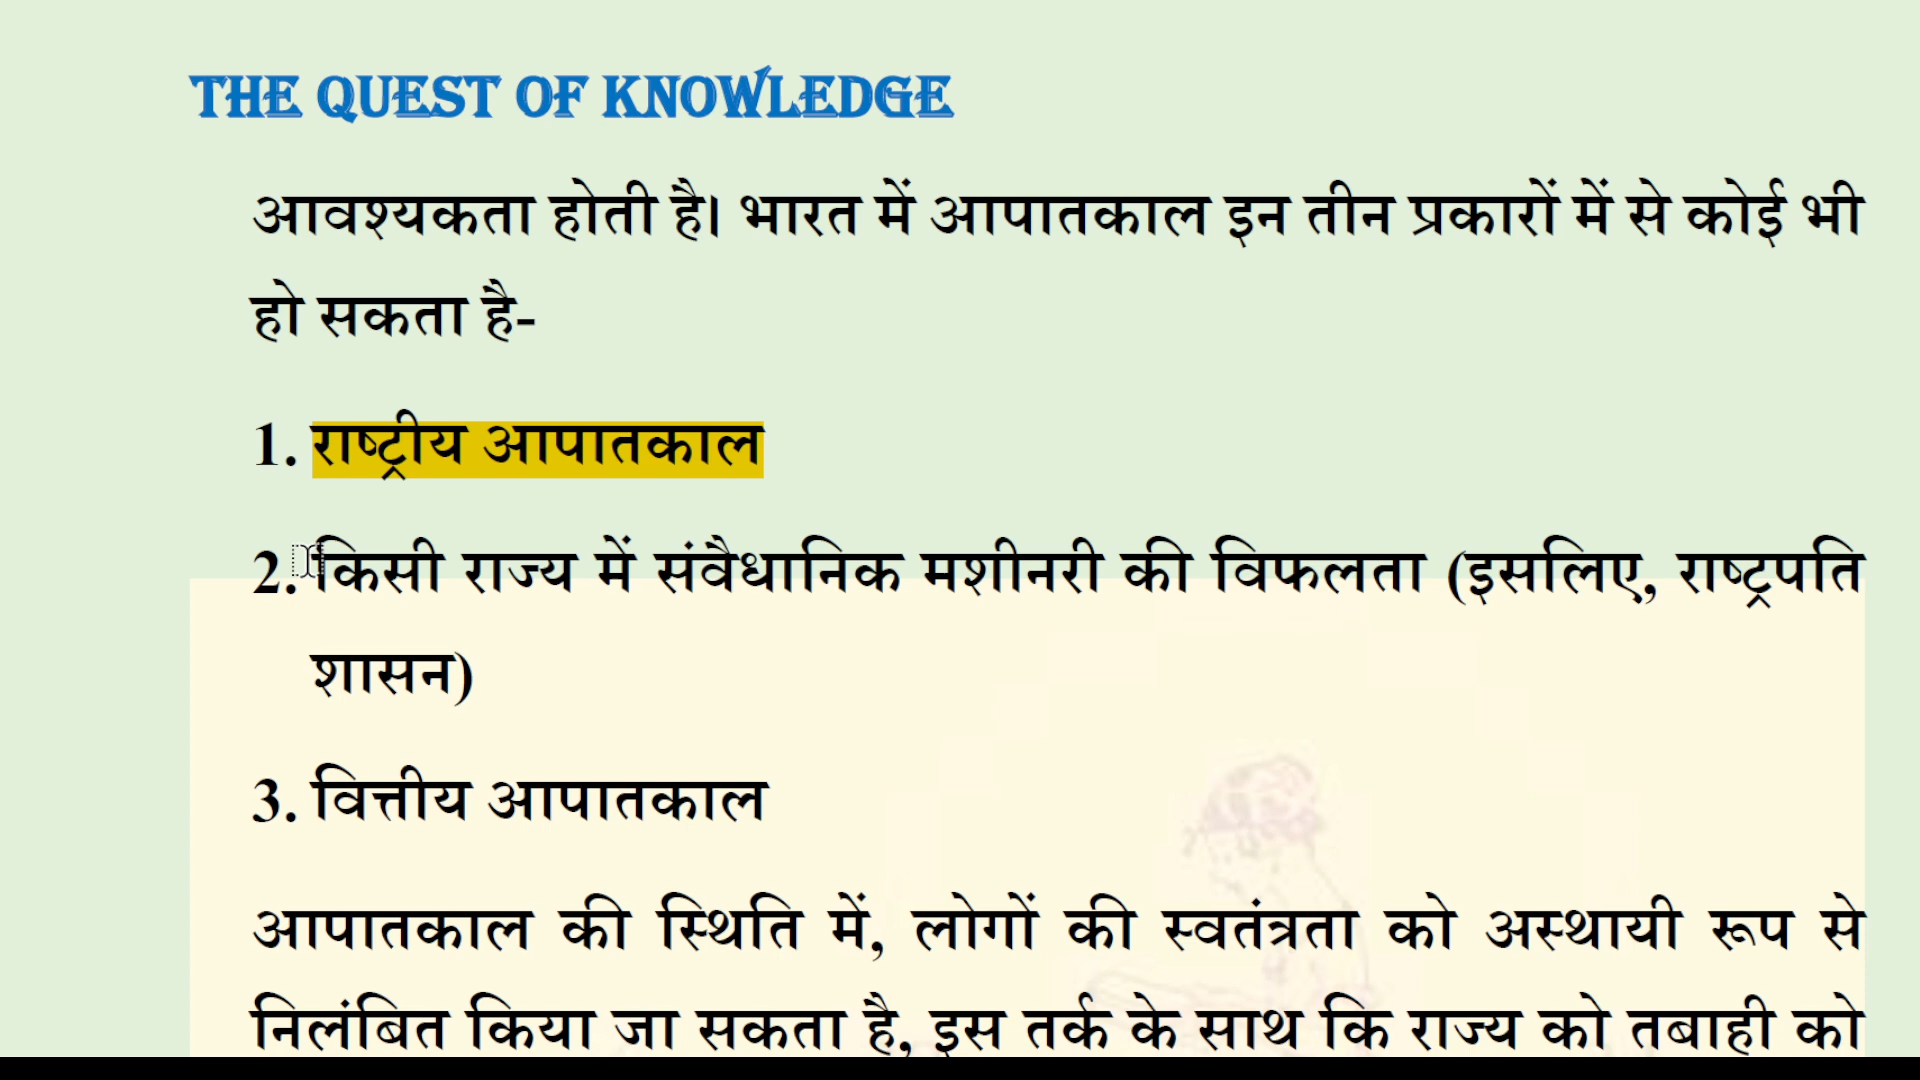 THE QUEST OF KNOWLEDGE
आवश्यकता होती है। भारत में आपातकाल इन तीन प्रकारों में से कोई भी
हो सकता है-
1. राष्ट्रीय आपातकाल
2. किसी राज्य में संवैधानिक मशीनरी की विफलता (इसलिए, राष्ट्रपति
शासन)
3. वित्तीय आपातकाल
आपातकाल की स्थिति में, लोगों की स्वतंत्रता को अस्थायी रूप से
निलंबित किया जा सकता है, इस तर्क के साथ कि राज्य को तबाही को